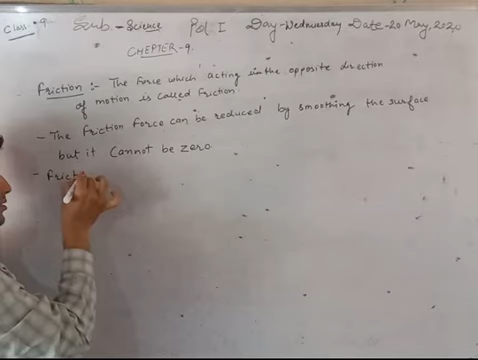 Class:-9 Sub.-Science Pd I Day-Wednesday Date-20 May, 2020
CHEPTER-9.
Friction :- The Force which acting in the opposite direction
of motion is called Friction.
- The Friction Force can be reduced by smoothing the surface
but it cannot be zero
- Fricti